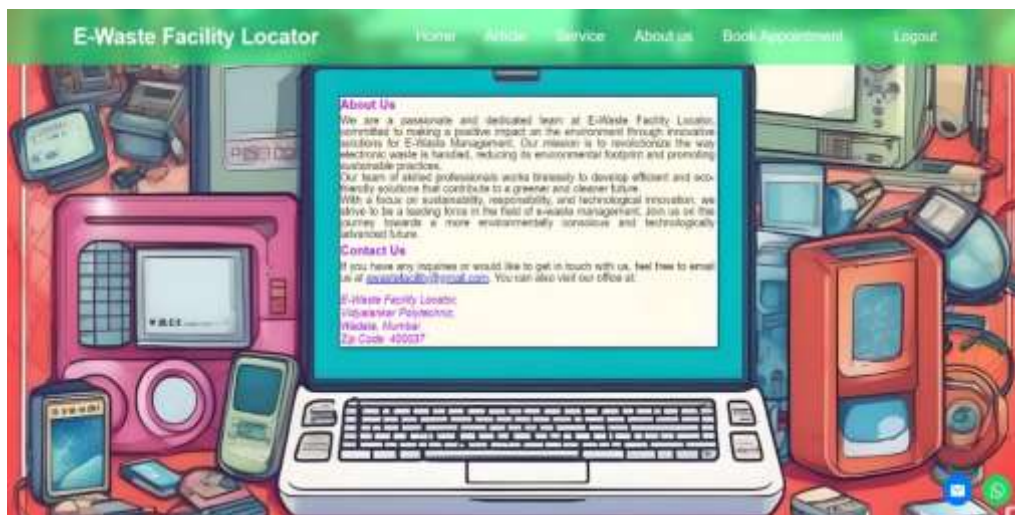 E-Waste Facility Locator
Home Article Service About us Book Appointment Logout
About Us
We are a passionate and dedicated team at E-Waste Facility Locator,
committed to making a positive impact on the environment through innovative
solutions for E-Waste Management. Our mission is to revolutionize the way
electronic waste is handled, reducing its environmental footprint and promoting
sustainable practices.
Our team of skilled professionals works tirelessly to develop efficient and eco-
friendly solutions that contribute to a greener and cleaner future.
With a focus on sustainability, responsibility, and technological innovation, we
strive to be a leading force in the field of e-waste management. Join us on this
journey towards a more environmentally conscious and technologically
advanced future.
Contact Us
If you have any inquiries or would like to get in touch with us, feel free to email
us at ewastefacility@gmail.com. You can also visit our office at:
E-Waste Facility Locator,
Vidyalankar Polytechnic,
Wadala, Mumbai
Zip Code: 400037